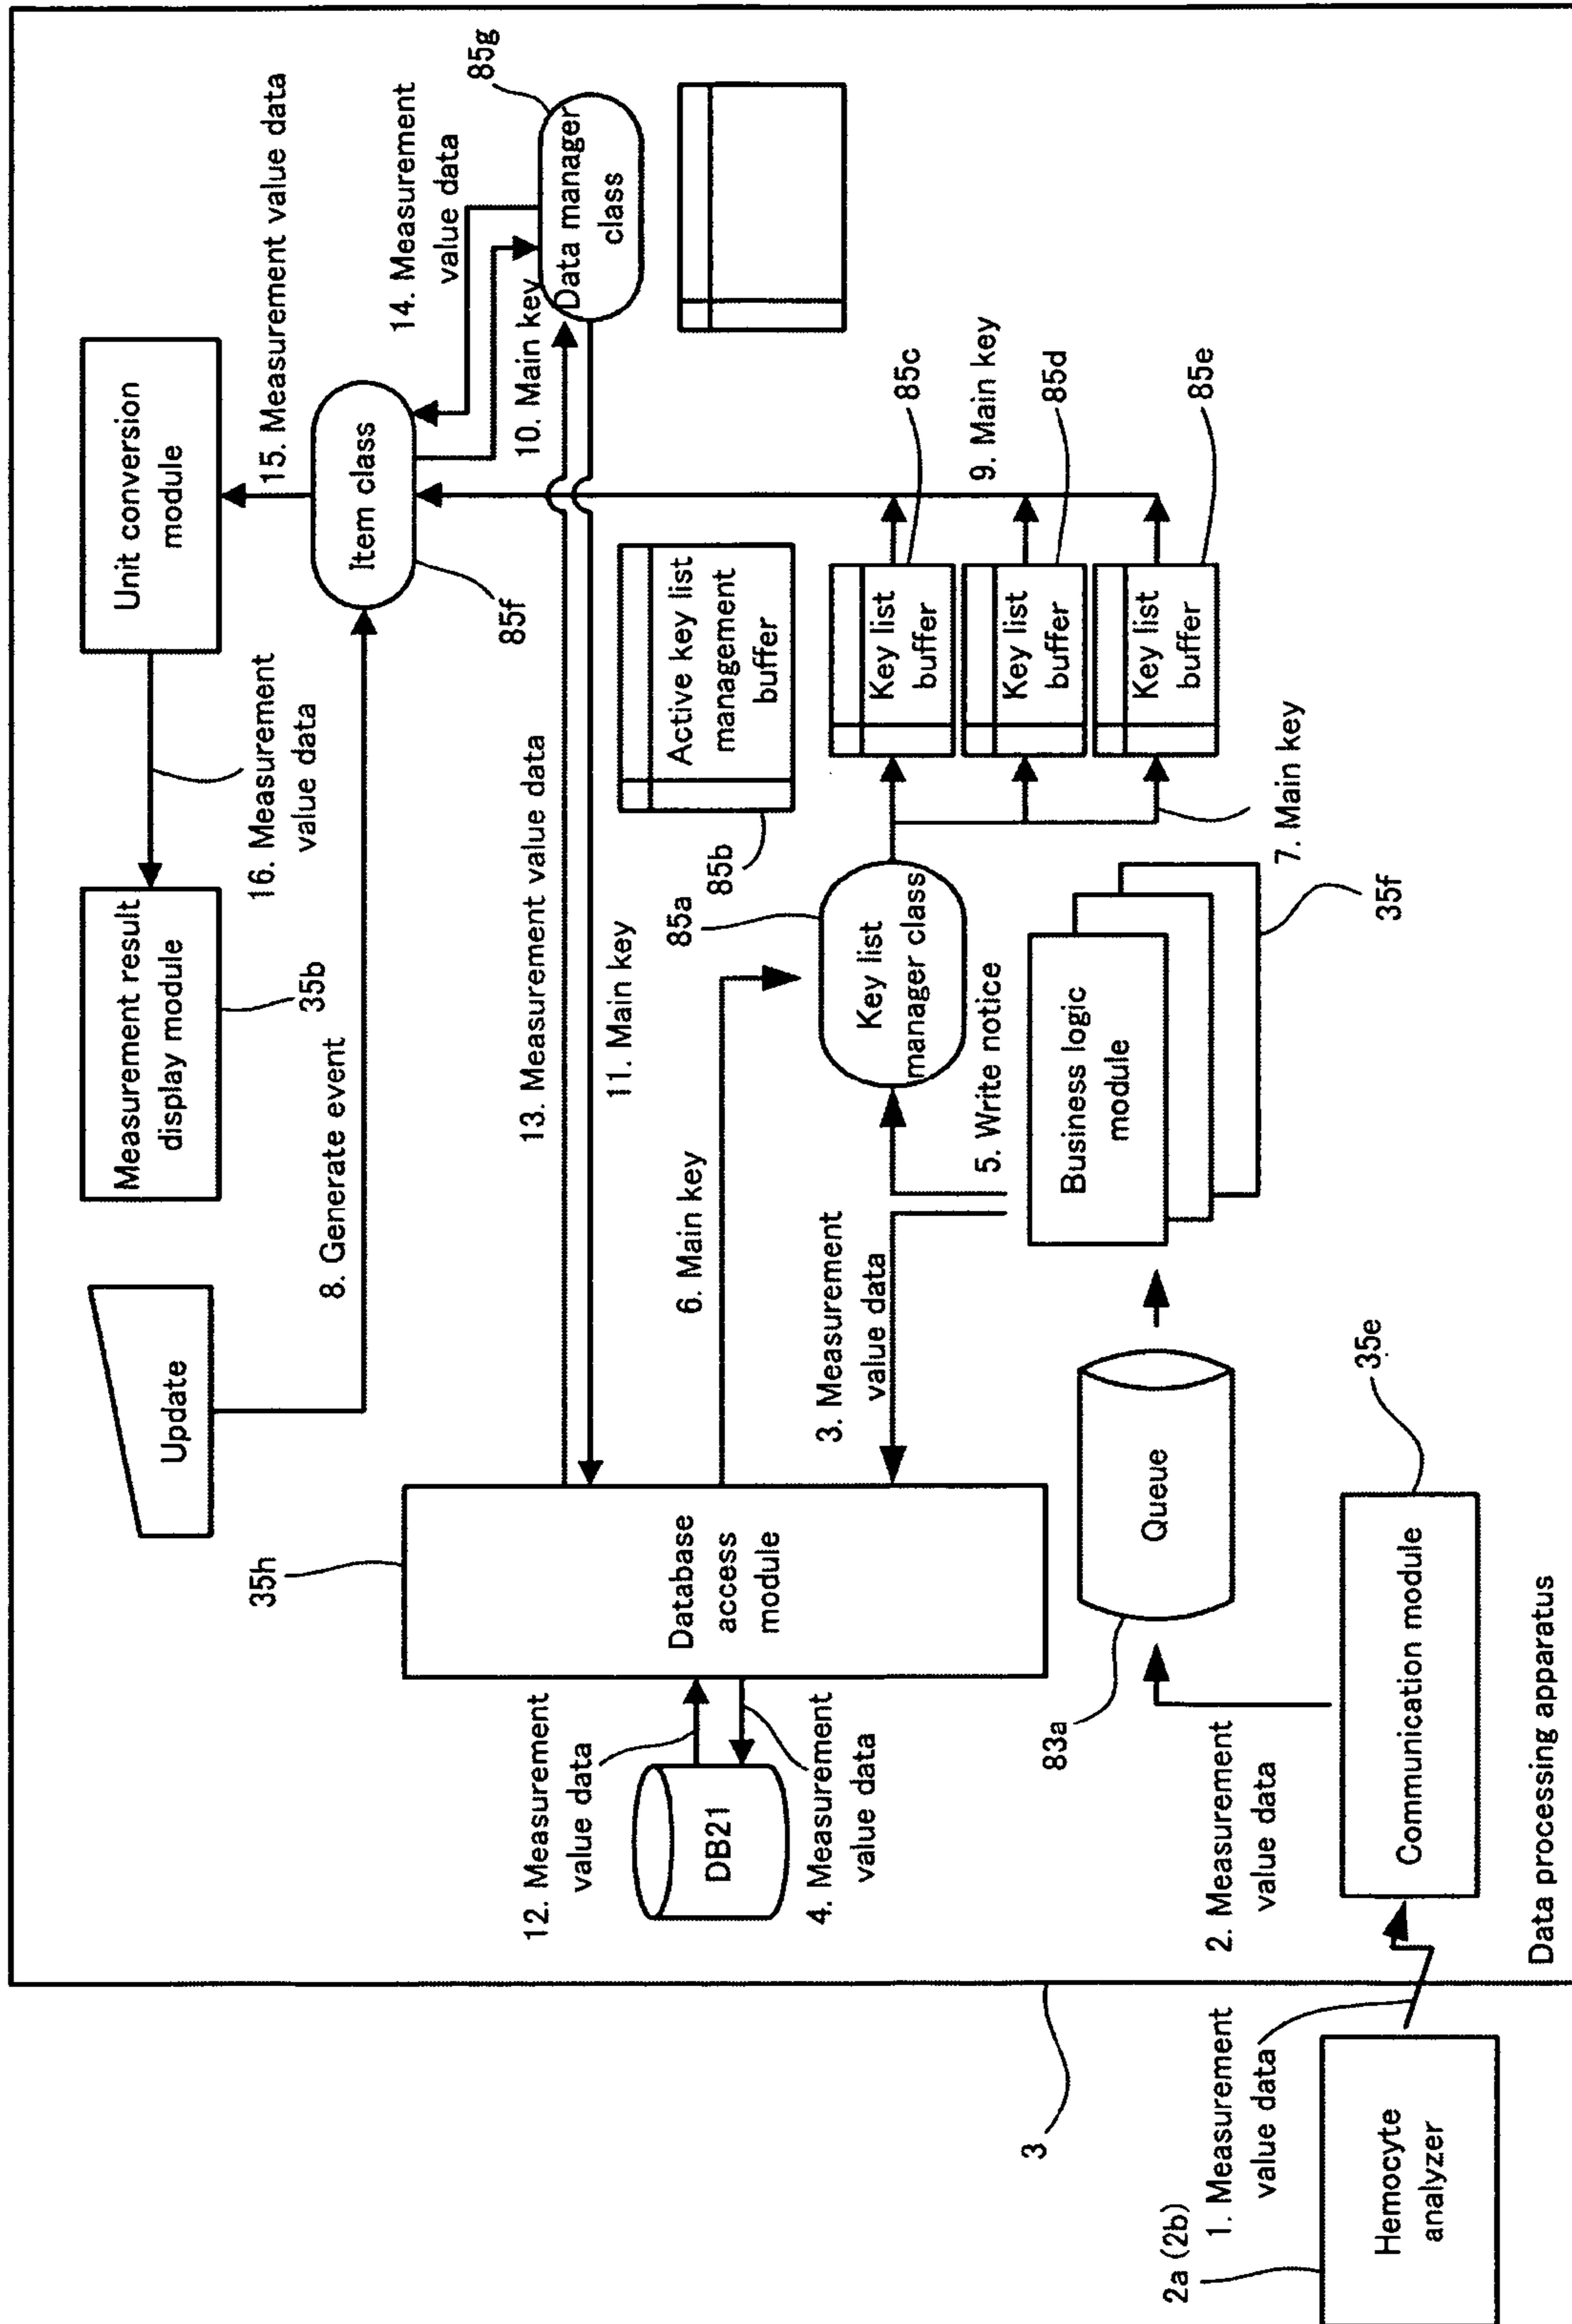 Update
8. Generate event
Measurement result
display module
35b
16. Measurement
value data
Unit conversion
module
15. Measurement value data
Item class
85f
14. Measurement
value data
85g
Data manager
class
10. Main key
13. Measurement value data
11. Main key
35h
Database
access
module
12. Measurement
value data
DB21
4. Measurement
value data
6. Main key
3. Measurement
value data
5. Write notice
85a
Key list
manager class
85b
Active key list
management
buffer
Key list
buffer
85c
Key list
buffer
85d
Key list
buffer
85e
9. Main key
7. Main key
Business logic
module
35f
Queue
83a
2. Measurement
value data
Communication module
35e
Data processing apparatus
3
1. Measurement
value data
2a (2b)
Hemocyte
analyzer